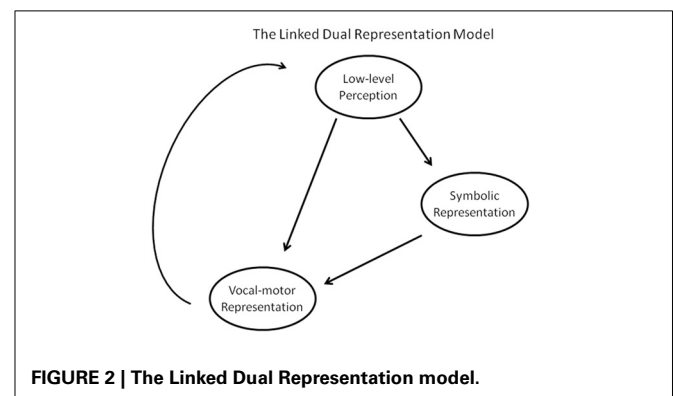 The Linked Dual Representation Model
Low-level
Perception
Symbolic
Representation
Vocal-motor
Representation
FIGURE 2 | The Linked Dual Representation model.